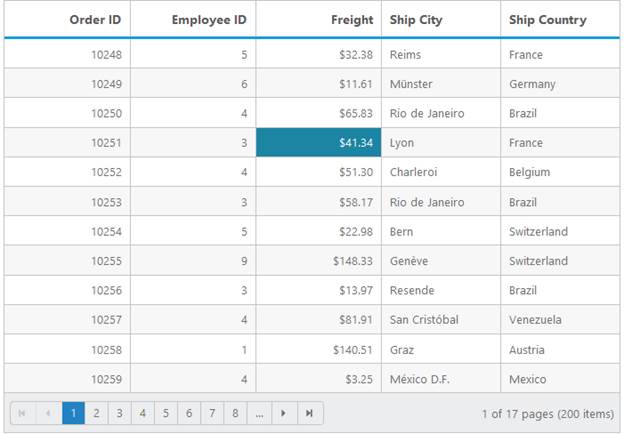 Order ID Employee ID Freight Ship City Ship Country
10248 5 $32.38 Reims France
10249 6 $11.61 Münster Germany
10250 4 $65.83 Rio de Janeiro Brazil
10251 3 $41.34 Lyon France
10252 4 $51.30 Charleroi Belgium
10253 3 $58.17 Rio de Janeiro Brazil
10254 5 $22.98 Bern Switzerland
10255 9 $148.33 Genève Switzerland
10256 3 $13.97 Resende Brazil
10257 4 $81.91 San Cristóbal Venezuela
10258 1 $140.51 Graz Austria
10259 4 $3.25 México D.F. Mexico
1 2 3 4 5 6 7 8 ... 1 of 17 pages (200 items)